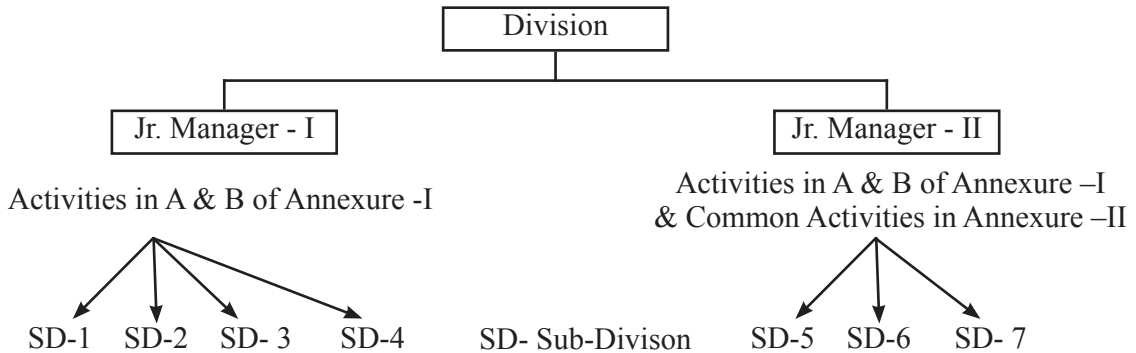 Division
Jr. Manager - I
Jr. Manager - II
Activities in A & B of Annexure -I
Activities in A & B of Annexure –I
& Common Activities in Annexure –II
SD-1 SD-2 SD- 3 SD-4 SD- Sub-Divison SD-5 SD-6 SD- 7